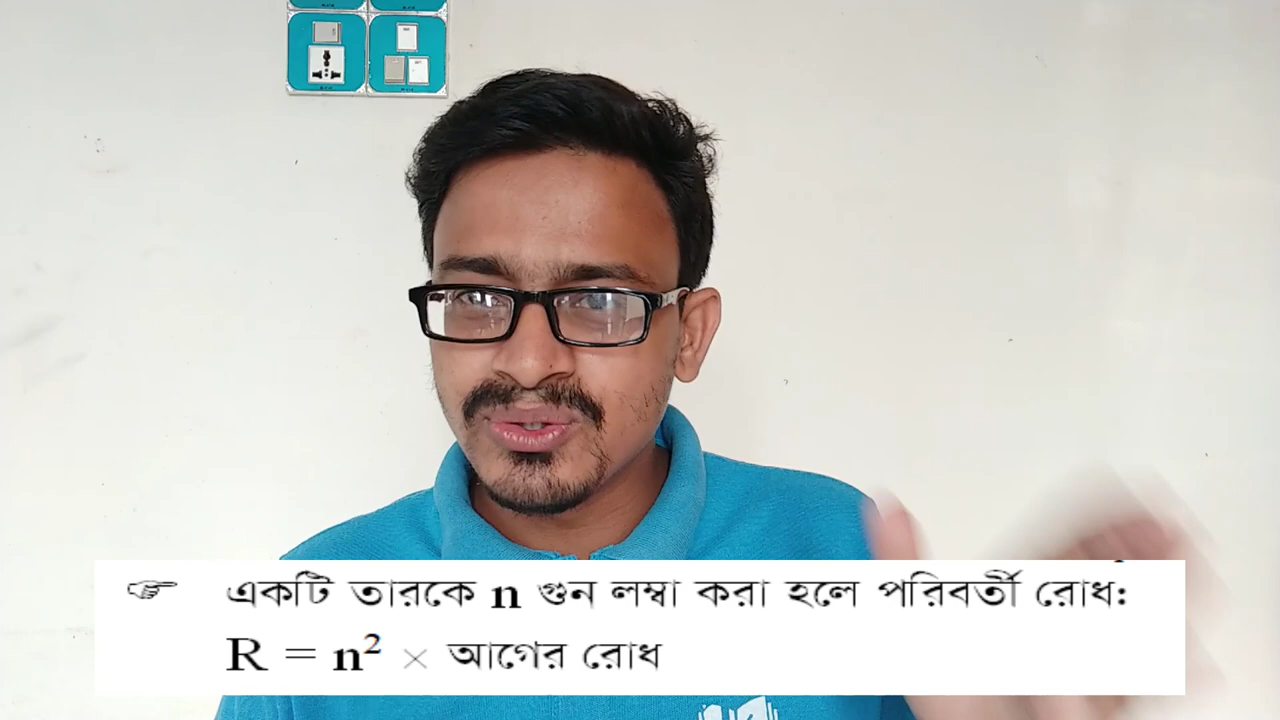 ☞ একটি তারকে n গুন লম্বা করা হলে পরিবর্তী রোধ:
R = n² × আগের রোধ